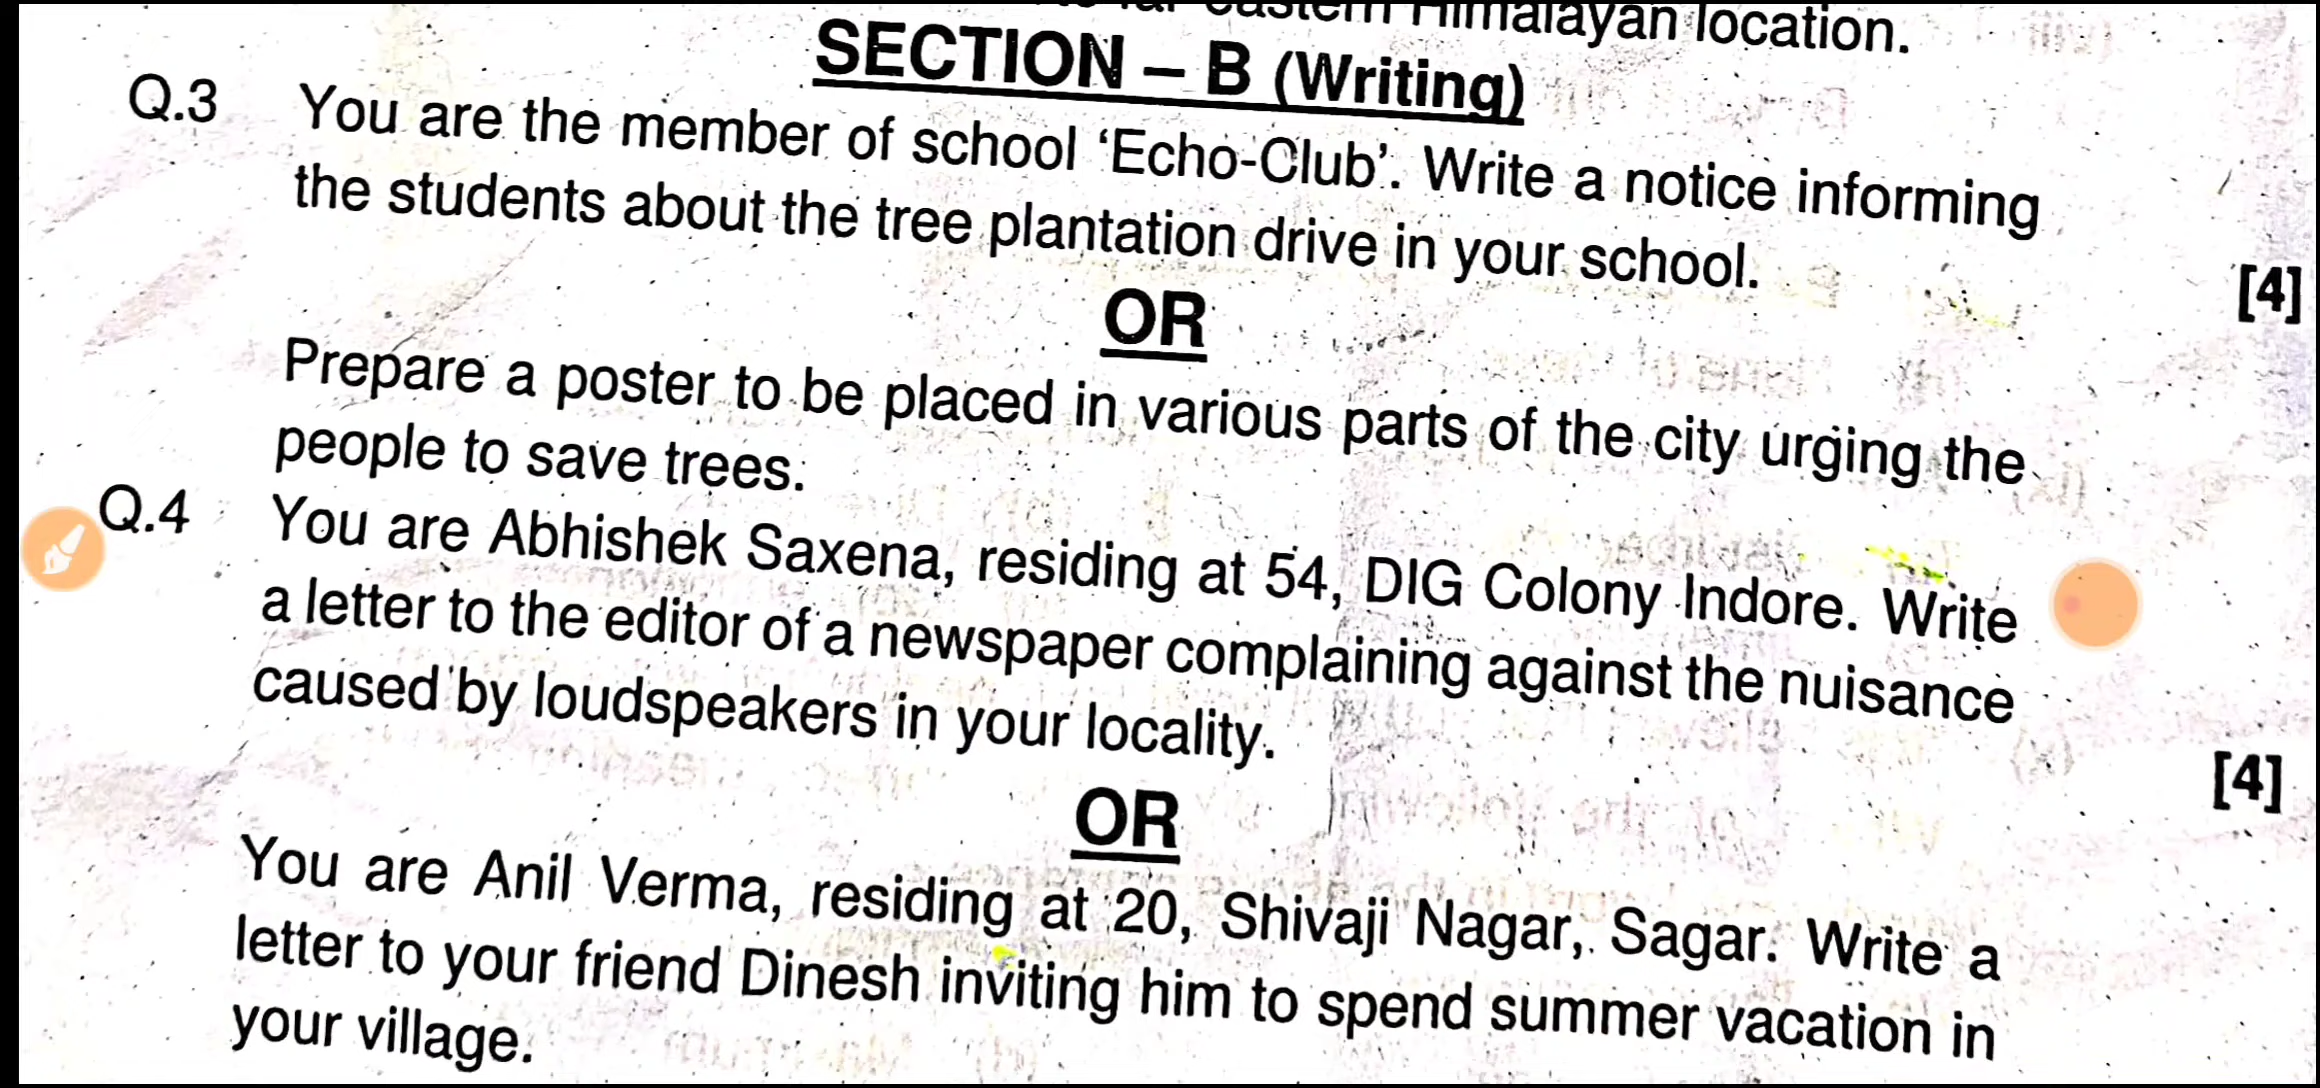 eastern Himalayan location.
SECTION – B (Writing)
Q.3 You are the member of school ‘Echo-Club’. Write a notice informing
the students about the tree plantation drive in your school.
[4]
OR
Prepare a poster to be placed in various parts of the city urging the
people to save trees.
Q.4 You are Abhishek Saxena, residing at 54, DIG Colony Indore. Write
a letter to the editor of a newspaper complaining against the nuisance
caused by loudspeakers in your locality.
[4]
OR
You are Anil Verma, residing at 20, Shivaji Nagar, Sagar. Write a
letter to your friend Dinesh inviting him to spend summer vacation in
your village.